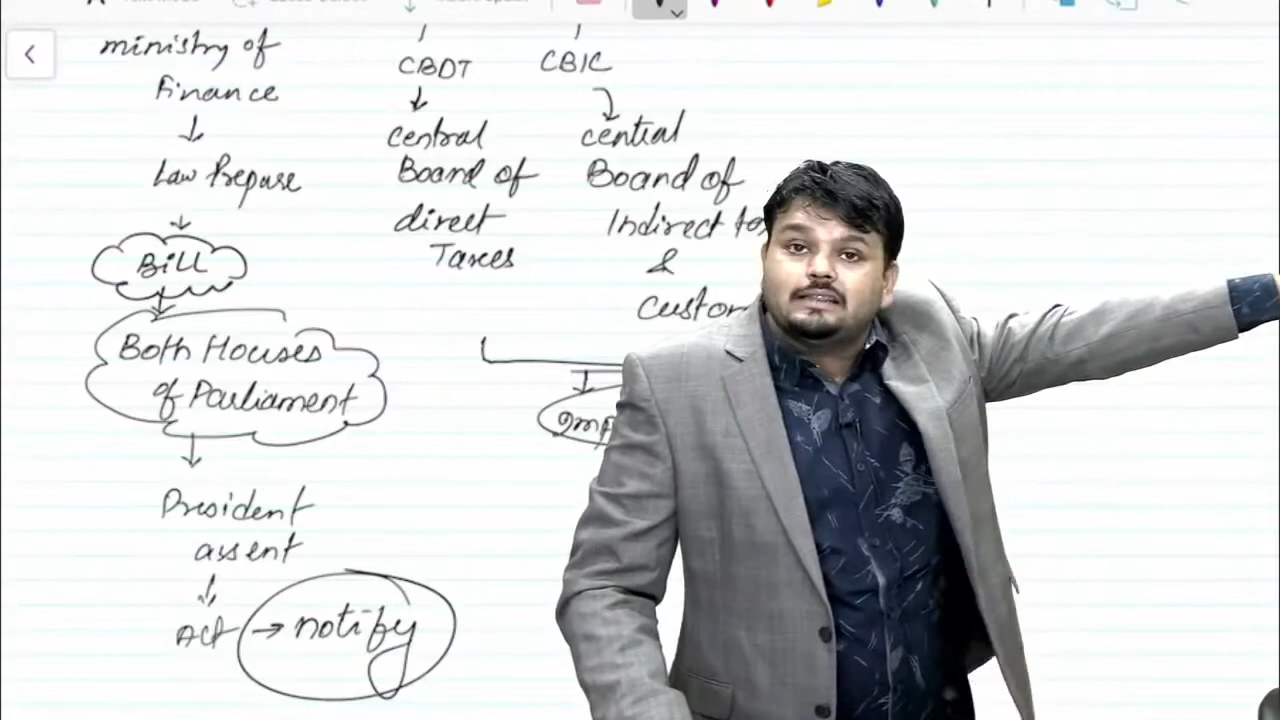 ministry of
Finance
Law Prepare
Bill
Both Houses
of Parliament
President
assent
Act → notify
CBDT
central
Board of
direct
Taxes
CBIC
central
Board of
Indirect tax
&
custom